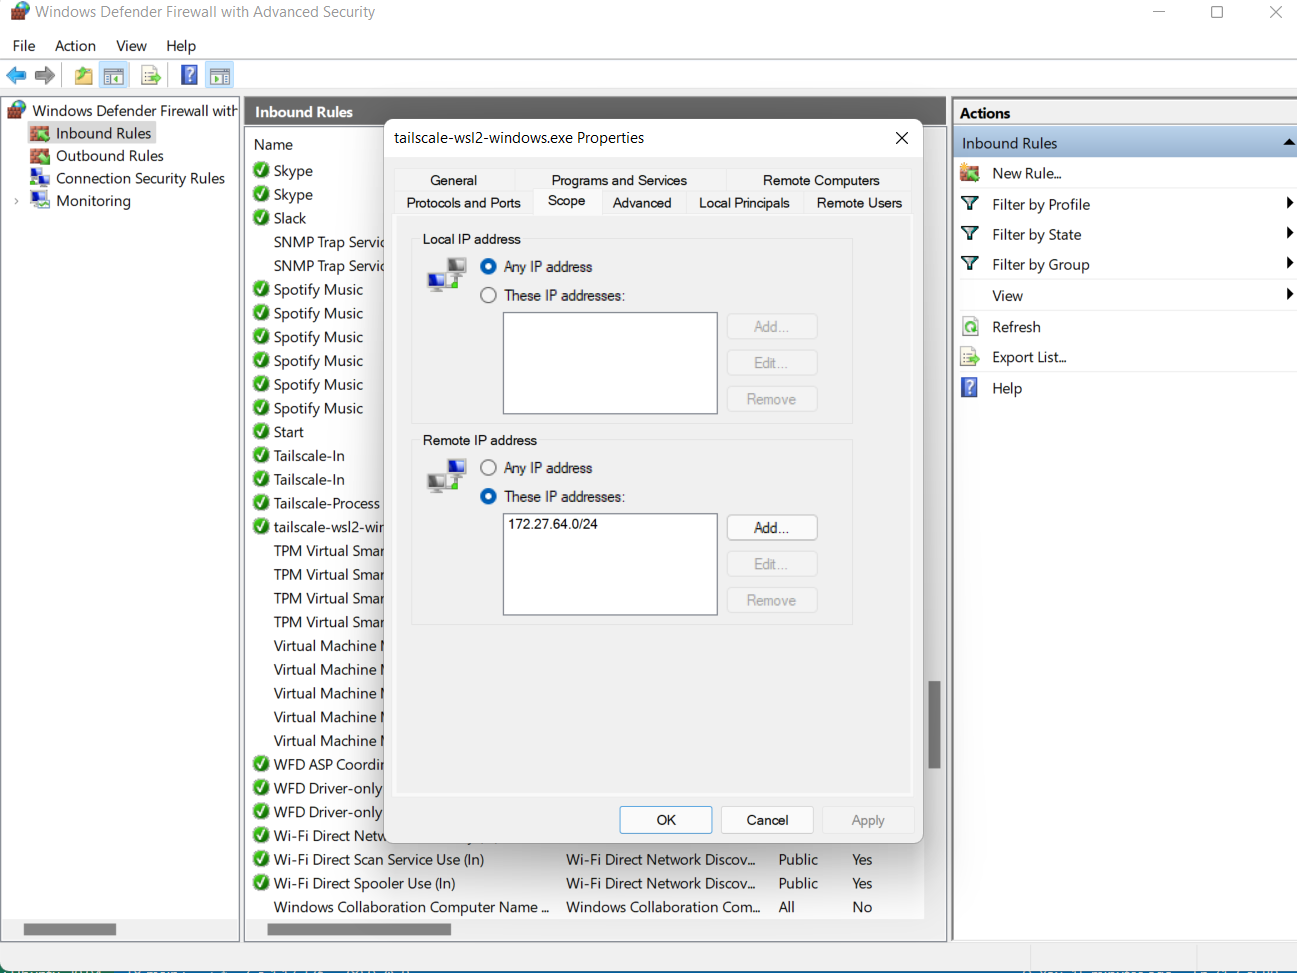 Windows Defender Firewall with Advanced Security
File Action View Help
Windows Defender Firewall with
Inbound Rules
Outbound Rules
Connection Security Rules
Monitoring
Inbound Rules
Name
Skype
Skype
Slack
SNMP Trap Servic
SNMP Trap Servic
Spotify Music
Spotify Music
Spotify Music
Spotify Music
Spotify Music
Spotify Music
Start
Tailscale-In
Tailscale-In
Tailscale-Process
tailscale-wsl2-win
TPM Virtual Smar
TPM Virtual Smar
TPM Virtual Smar
TPM Virtual Smar
Virtual Machine M
Virtual Machine M
Virtual Machine M
Virtual Machine M
Virtual Machine M
WFD ASP Coordin
WFD Driver-only
WFD Driver-only
Wi-Fi Direct Netw
Wi-Fi Direct Scan Service Use (In) Wi-Fi Direct Network Discov... Public Yes
Wi-Fi Direct Spooler Use (In) Wi-Fi Direct Network Discov... Public Yes
Windows Collaboration Computer Name ... Windows Collaboration Com... All No
tailscale-wsl2-windows.exe Properties
General Programs and Services Remote Computers
Protocols and Ports Scope Advanced Local Principals Remote Users
Local IP address
Any IP address
These IP addresses:
Add...
Edit...
Remove
Remote IP address
Any IP address
These IP addresses:
172.27.64.0/24
Add...
Edit...
Remove
OK Cancel Apply
Actions
Inbound Rules
New Rule...
Filter by Profile
Filter by State
Filter by Group
View
Refresh
Export List...
Help